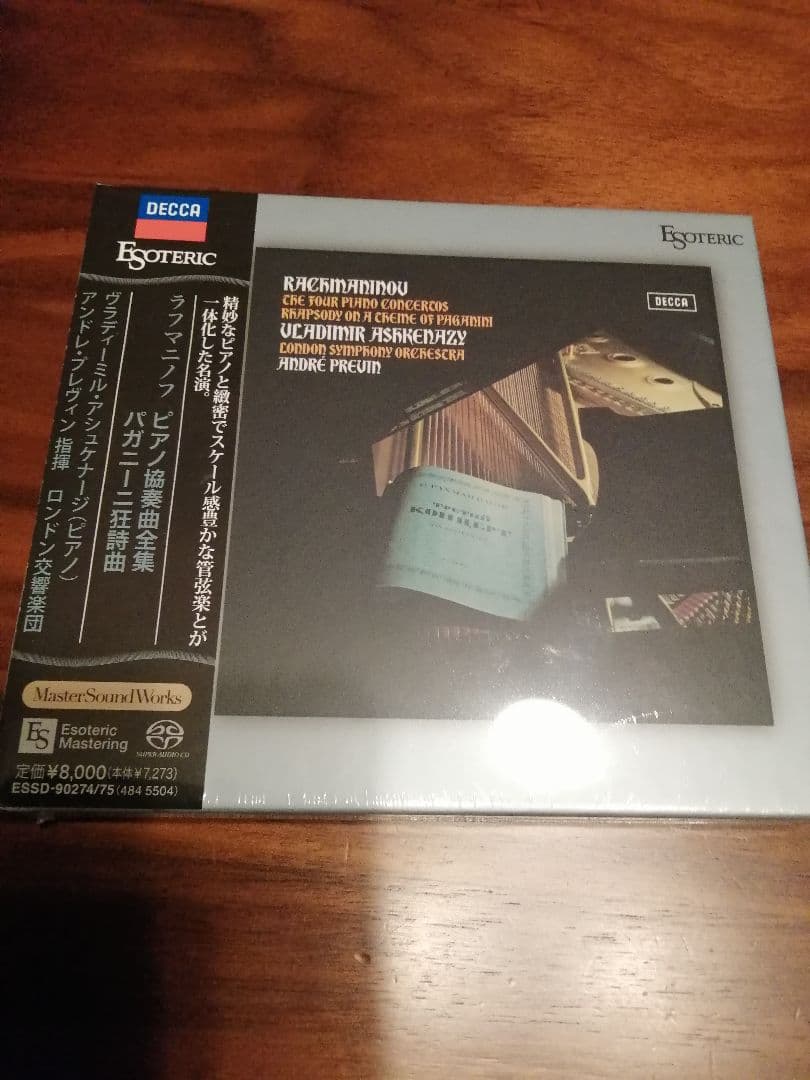 DECCA
ESOTERIC
精妙なピアノと緻密でスケール感豊かな管弦楽とが
一体化した名演。
ラフマニノフ
ピアノ協奏曲全集
パガニーニ狂詩曲
ヴラディーミル・アシュケナージ(ピアノ)
アンドレ・プレヴィン 指揮 ロンドン交響楽団
MasterSoundWorks
ES
Esoteric
Mastering
SUPER AUDIO CD
定価¥8,000(本体¥7,273)
ESSD-90274/75(484 5504)
ESOTERIC
RACHMANINOV
THE FOUR PIANO CONCERTOS
RHAPSODY ON A THEME OF PAGANINI
VLADIMIR ASHKENAZY
LONDON SYMPHONY ORCHESTRA
ANDRÉ PREVIN
DECCA